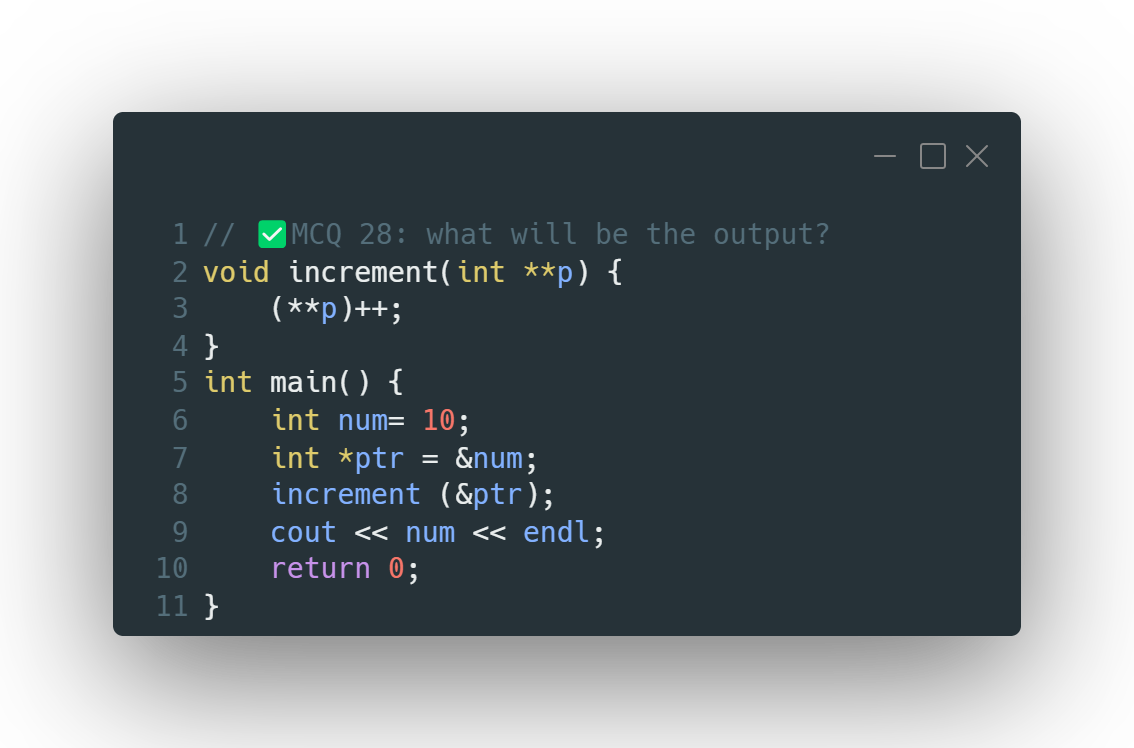 1 // ✅MCQ 28: what will be the output?
2 void increment(int **p) {
3     (**p)++;
4 }
5 int main() {
6     int num= 10;
7     int *ptr = &num;
8     increment (&ptr);
9     cout << num << endl;
10     return 0;
11 }